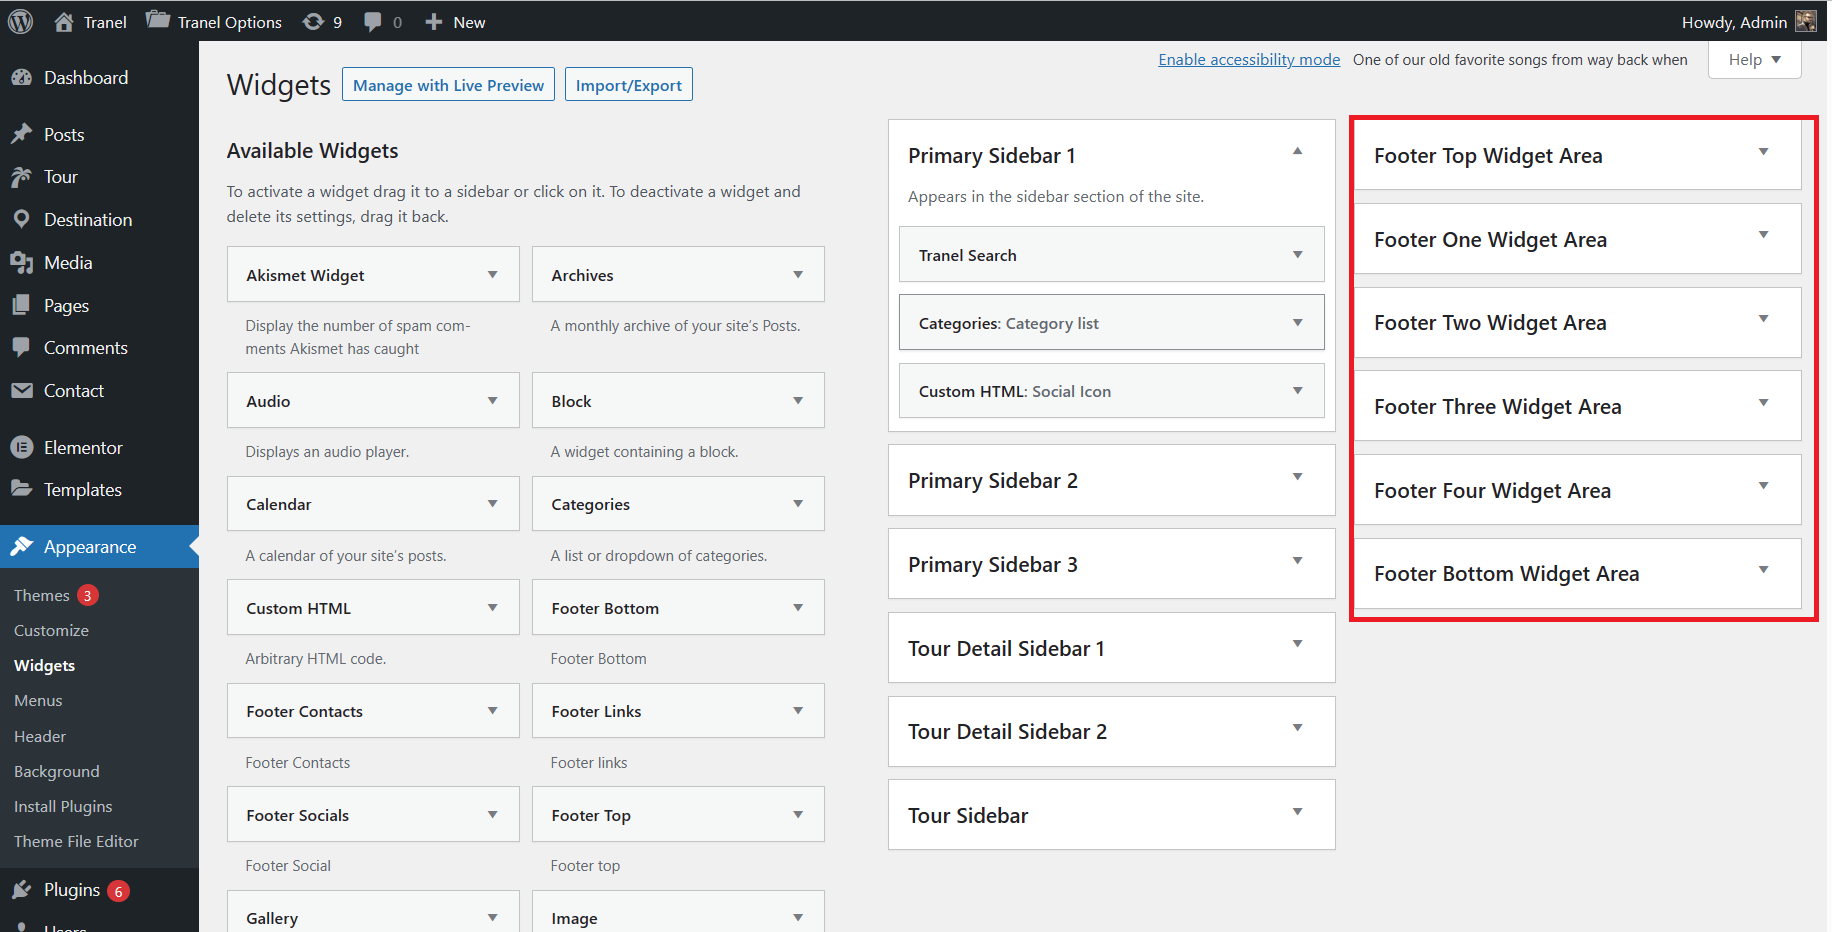 Tranel
Tranel Options
9
0
New
Howdy, Admin
Dashboard
Posts
Tour
Destination
Media
Pages
Comments
Contact
Elementor
Templates
Appearance
Themes 3
Customize
Widgets
Menus
Header
Background
Install Plugins
Theme File Editor
Plugins 6
Users
Enable accessibility mode
One of our old favorite songs from way back when
Help
Widgets
Manage with Live Preview
Import/Export
Available Widgets
To activate a widget drag it to a sidebar or click on it. To deactivate a widget and
delete its settings, drag it back.
Akismet Widget
Display the number of spam com-
ments Akismet has caught
Archives
A monthly archive of your site’s Posts.
Audio
Displays an audio player.
Block
A widget containing a block.
Calendar
A calendar of your site’s posts.
Categories
A list or dropdown of categories.
Custom HTML
Arbitrary HTML code.
Footer Bottom
Footer Bottom
Footer Contacts
Footer Contacts
Footer Links
Footer links
Footer Socials
Footer Social
Footer Top
Footer top
Gallery
Image
Primary Sidebar 1
Appears in the sidebar section of the site.
Tranel Search
Categories: Category list
Custom HTML: Social Icon
Primary Sidebar 2
Primary Sidebar 3
Tour Detail Sidebar 1
Tour Detail Sidebar 2
Tour Sidebar
Footer Top Widget Area
Footer One Widget Area
Footer Two Widget Area
Footer Three Widget Area
Footer Four Widget Area
Footer Bottom Widget Area